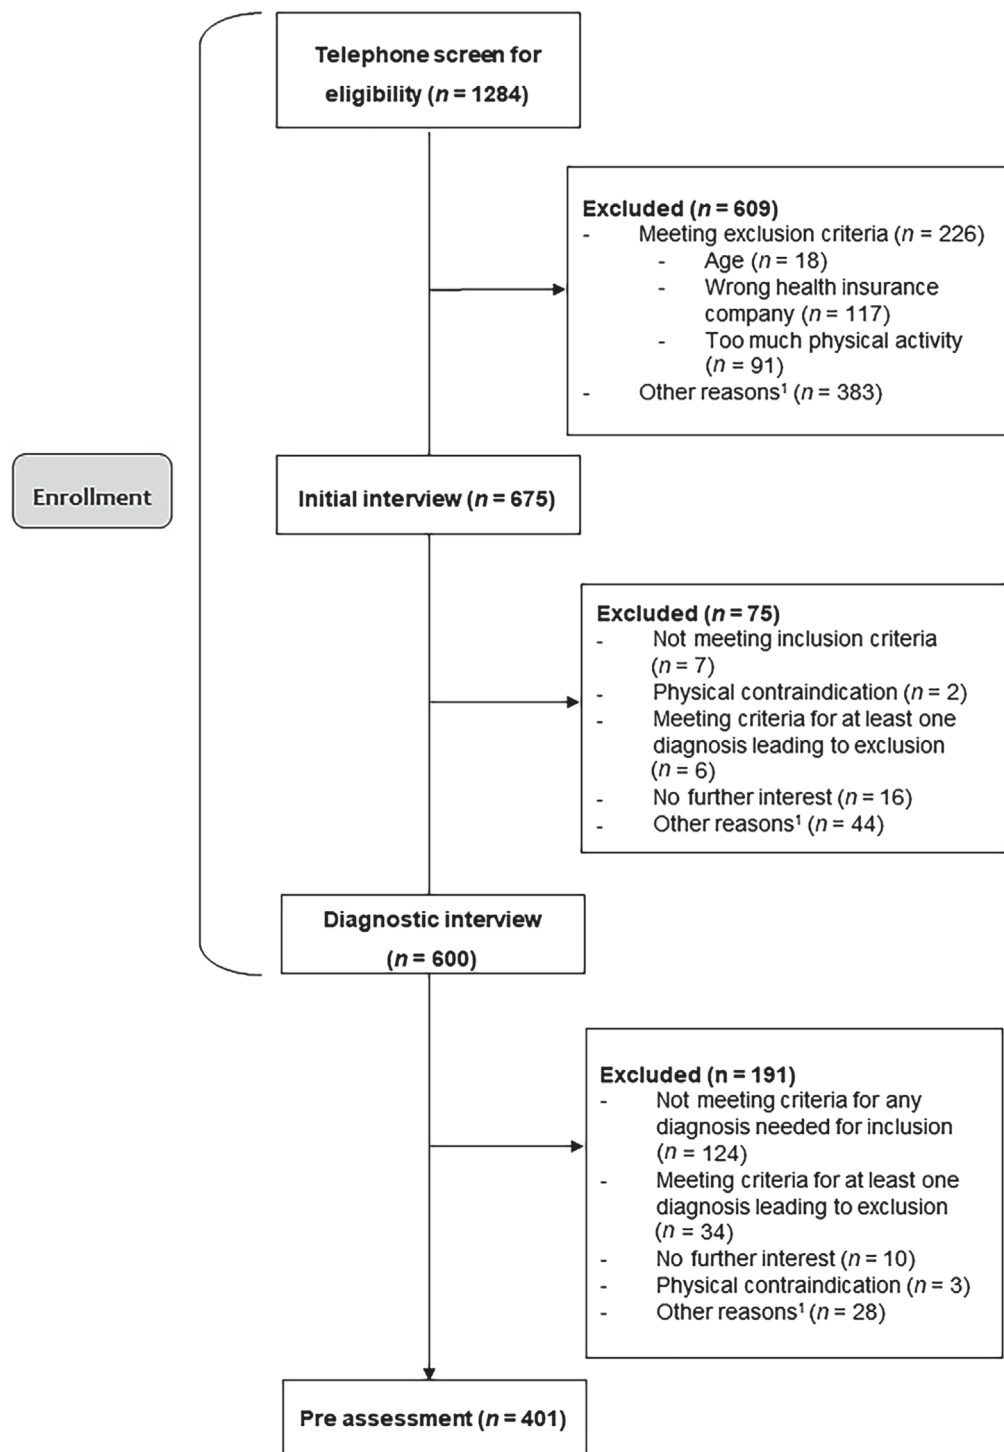 Telephone screen for
eligibility (n = 1284)
Excluded (n = 609)
- Meeting exclusion criteria (n = 226)
- Age (n = 18)
- Wrong health insurance
company (n = 117)
- Too much physical activity
(n = 91)
- Other reasons¹ (n = 383)
Enrollment
Initial interview (n = 675)
Excluded (n = 75)
- Not meeting inclusion criteria
(n = 7)
- Physical contraindication (n = 2)
- Meeting criteria for at least one
diagnosis leading to exclusion
(n = 6)
- No further interest (n = 16)
- Other reasons¹ (n = 44)
Diagnostic interview
(n = 600)
Excluded (n = 191)
- Not meeting criteria for any
diagnosis needed for inclusion
(n = 124)
- Meeting criteria for at least one
diagnosis leading to exclusion
(n = 34)
- No further interest (n = 10)
- Physical contraindication (n = 3)
- Other reasons¹ (n = 28)
Pre assessment (n = 401)